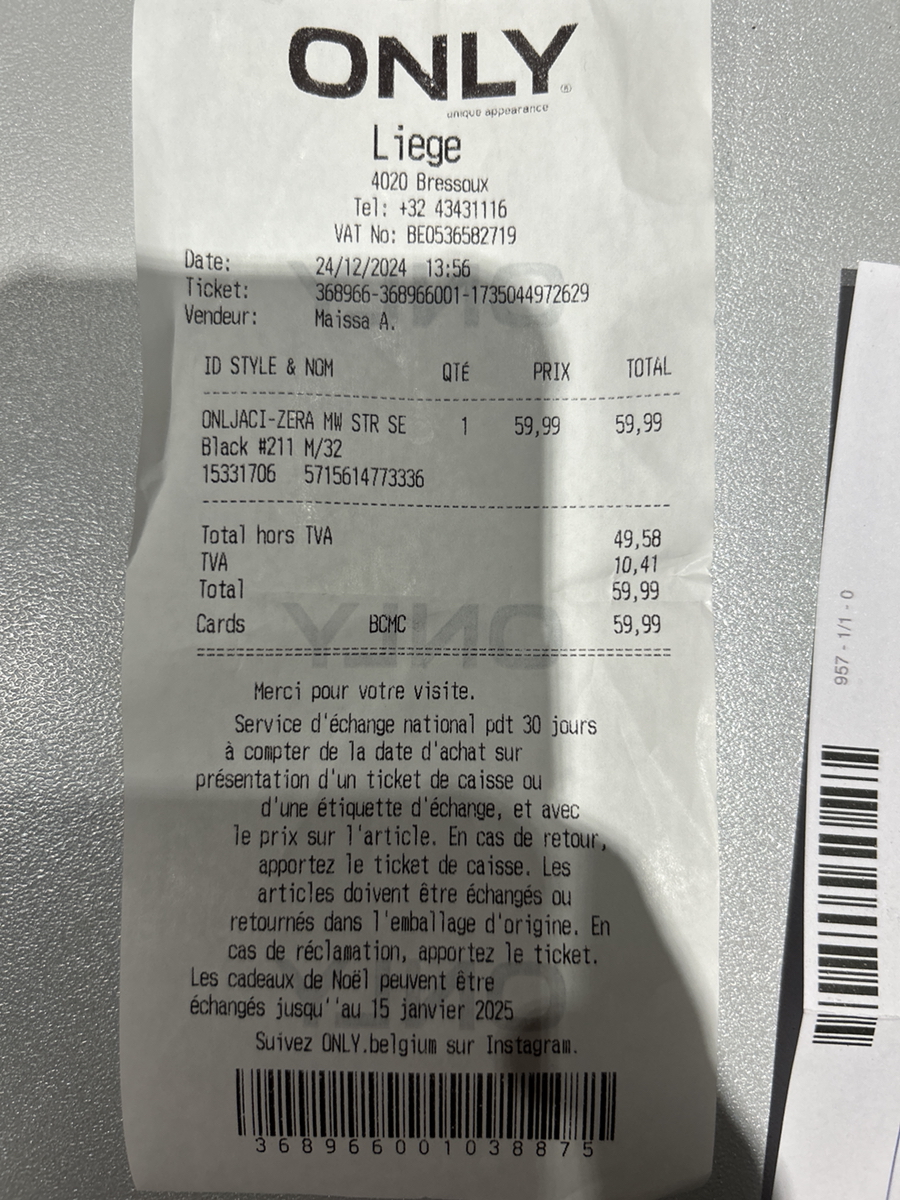 ONLY
unique appearance
Liege
4020 Bressoux
Tel: +32 43431116
VAT No: BE0536582719
Date: 24/12/2024 13:56
Ticket: 368966-368966001-1735044972629
Vendeur: Maissa A.
ID STYLE & NOM QTÉ PRIX TOTAL
ONLJACI-ZERA MW STR SE 1 59,99 59,99
Black #211 M/32
15331706 5715614773336
Total hors TVA 49,58
TVA 10,41
Total 59,99
Cards BCMC 59,99
Merci pour votre visite.
Service d'échange national pdt 30 jours
à compter de la date d'achat sur
présentation d'un ticket de caisse ou
d'une étiquette d'échange, et avec
le prix sur l'article. En cas de retour,
apportez le ticket de caisse. Les
articles doivent être échangés ou
retournés dans l'emballage d'origine. En
cas de réclamation, apportez le ticket.
Les cadeaux de Noël peuvent être
échangés jusqu''au 15 janvier 2025
Suivez ONLY.belgium sur Instagram.
368966001038875
957 - 1/1 - 0